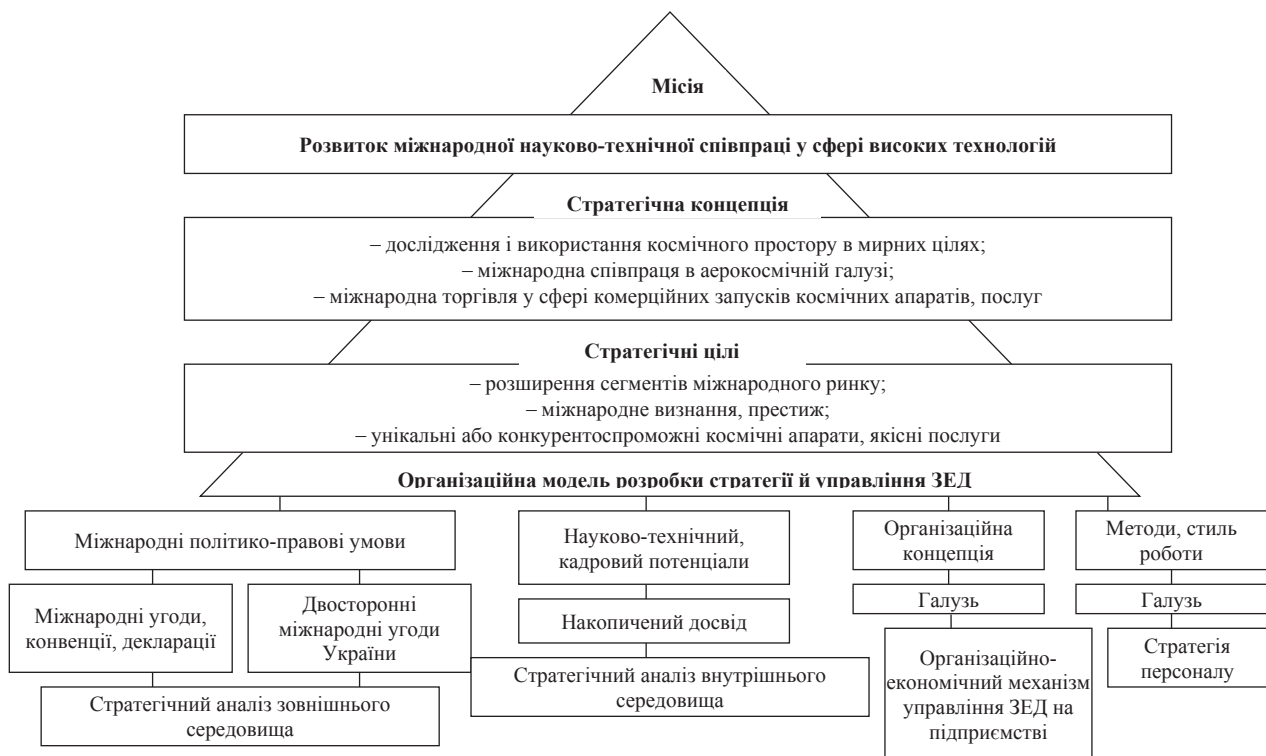 Місія
Розвиток міжнародної науково-технічної співпраці у сфері високих технологій
Стратегічна концепція
– дослідження і використання космічного простору в мирних цілях;
– міжнародна співпраця в аерокосмічній галузі;
– міжнародна торгівля у сфері комерційних запусків космічних апаратів, послуг
Стратегічні цілі
– розширення сегментів міжнародного ринку;
– міжнародне визнання, престиж;
– унікальні або конкурентоспроможні космічні апарати, якісні послуги
Організаційна модель розробки стратегії й управління ЗЕД
Міжнародні політико-правові умови
Міжнародні угоди,
конвенції, декларації
Двосторонні
міжнародні угоди
України
Стратегічний аналіз зовнішнього
середовища
Науково-технічний,
кадровий потенціали
Накопичений досвід
Стратегічний аналіз внутрішнього
середовища
Організаційна
концепція
Галузь
Організаційно-
економічний механізм
управління ЗЕД на
підприємстві
Методи, стиль
роботи
Галузь
Стратегія
персоналу